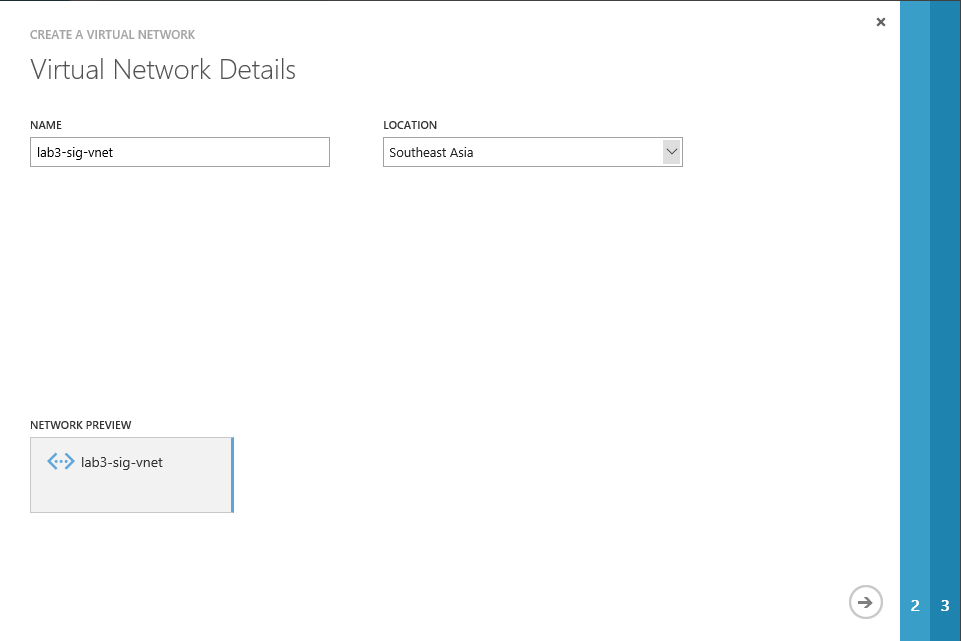 CREATE A VIRTUAL NETWORK
Virtual Network Details
NAME
LOCATION
lab3-sig-vnet
Southeast Asia
NETWORK PREVIEW
lab3-sig-vnet
2 3